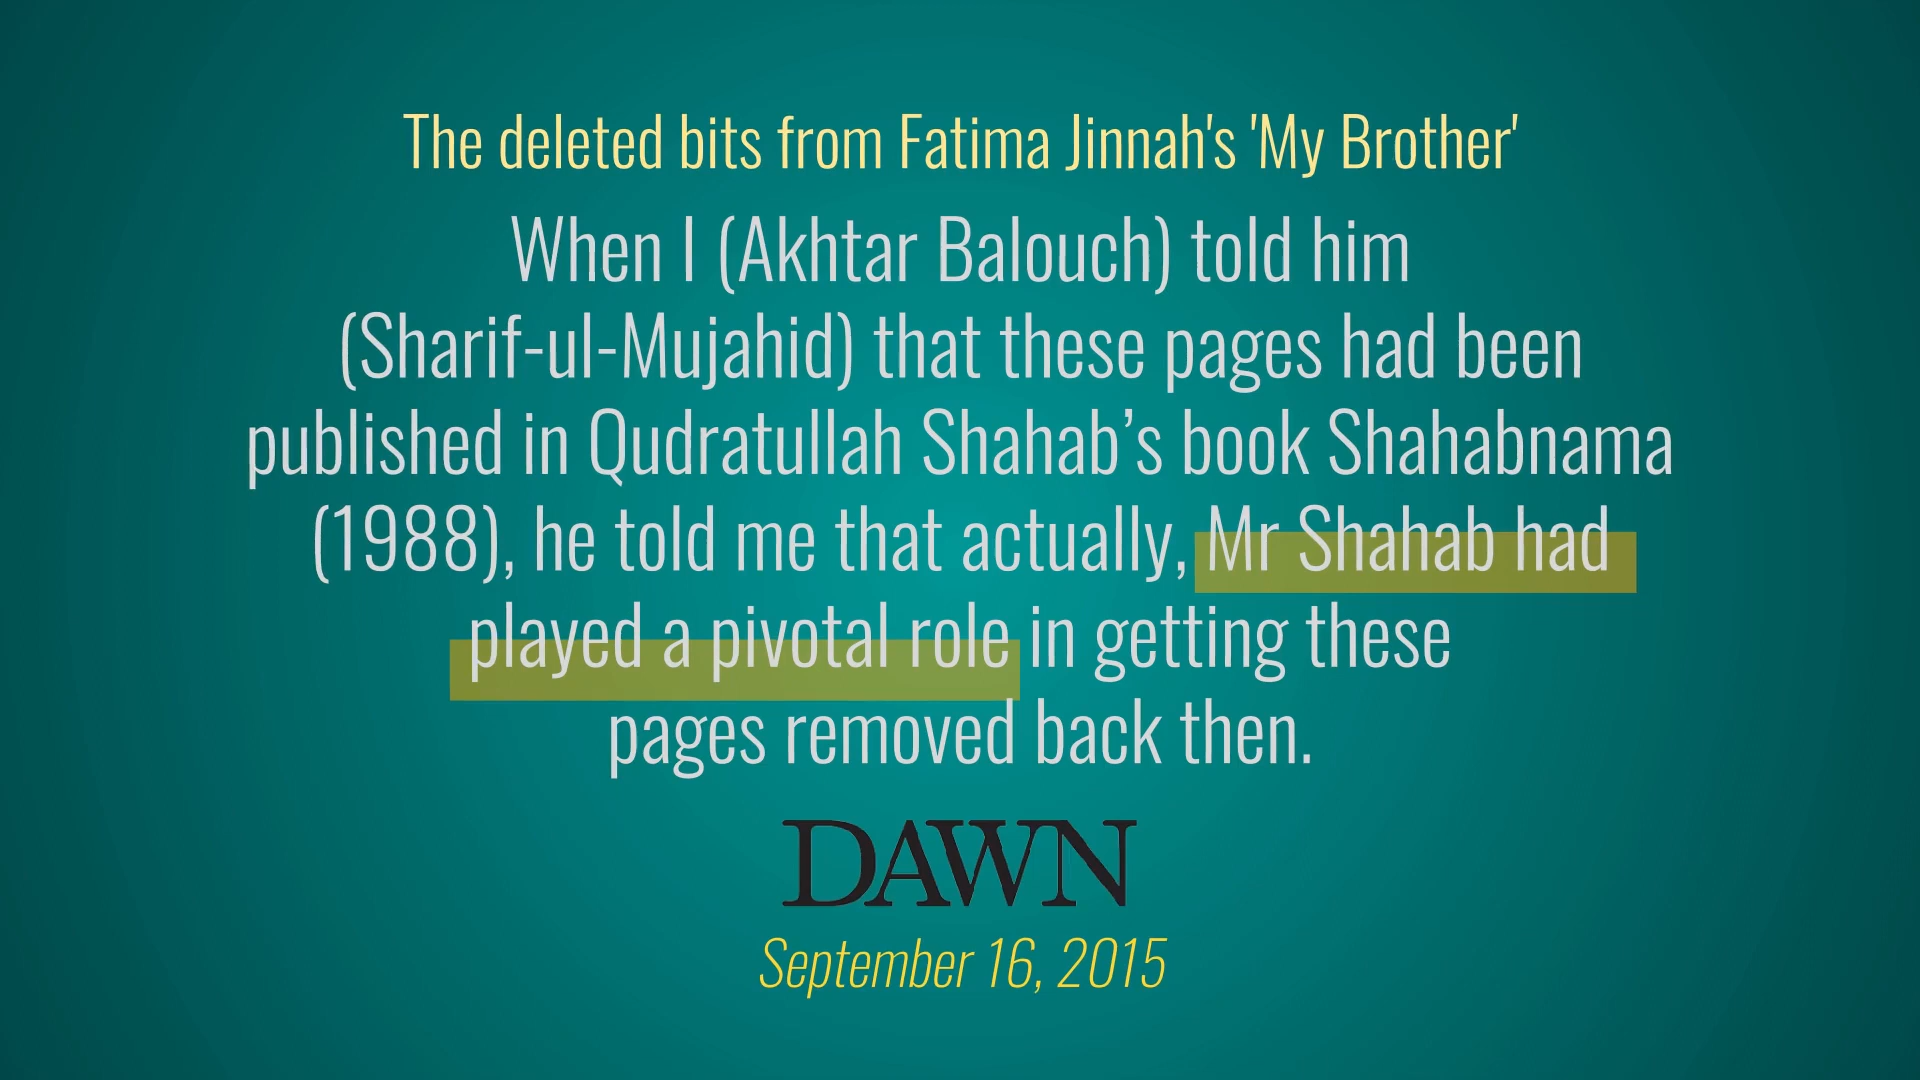 The deleted bits from Fatima Jinnah's 'My Brother'
When I (Akhtar Balouch) told him
(Sharif-ul-Mujahid) that these pages had been
published in Qudratullah Shahab’s book Shahabnama
(1988), he told me that actually, Mr Shahab had
played a pivotal role in getting these
pages removed back then.
DAWN
September 16, 2015